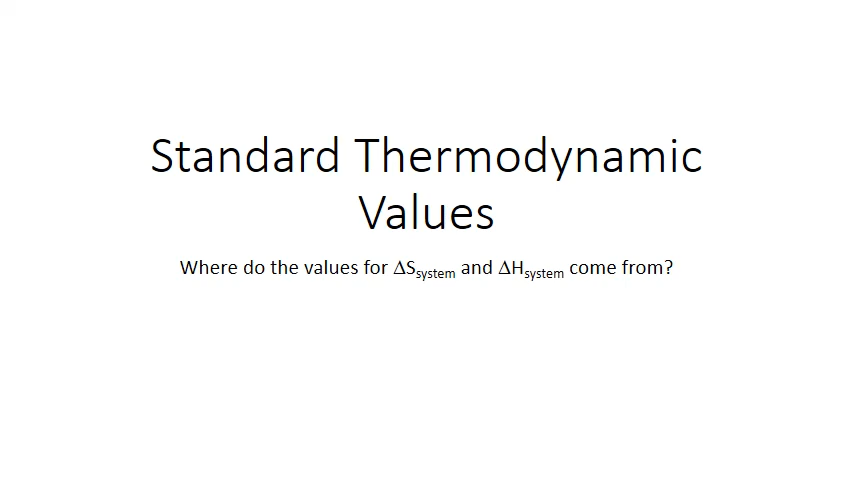 Standard Thermodynamic
Values
Where do the values for ΔSsystem and ΔHsystem come from?